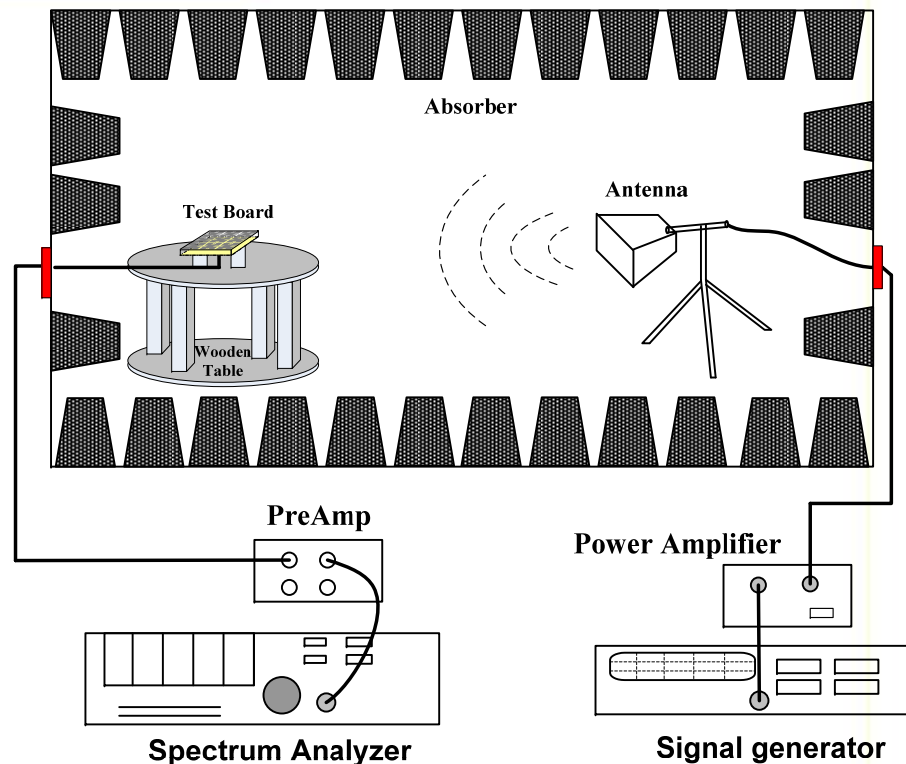 Absorber
Antenna
Test Board
Wooden
Table
PreAmp
Power Amplifier
Spectrum Analyzer
Signal generator